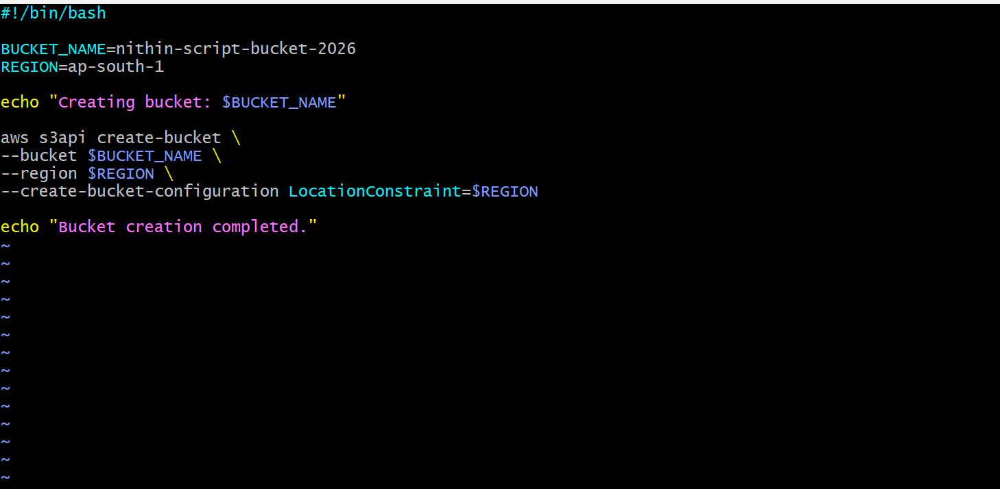 #!/bin/bash
BUCKET_NAME=nithin-script-bucket-2026
REGION=ap-south-1
echo "Creating bucket: $BUCKET_NAME"
aws s3api create-bucket \
--bucket $BUCKET_NAME \
--region $REGION \
--create-bucket-configuration LocationConstraint=$REGION
echo "Bucket creation completed."
~
~
~
~
~
~
~
~
~
~
~
~
~
~